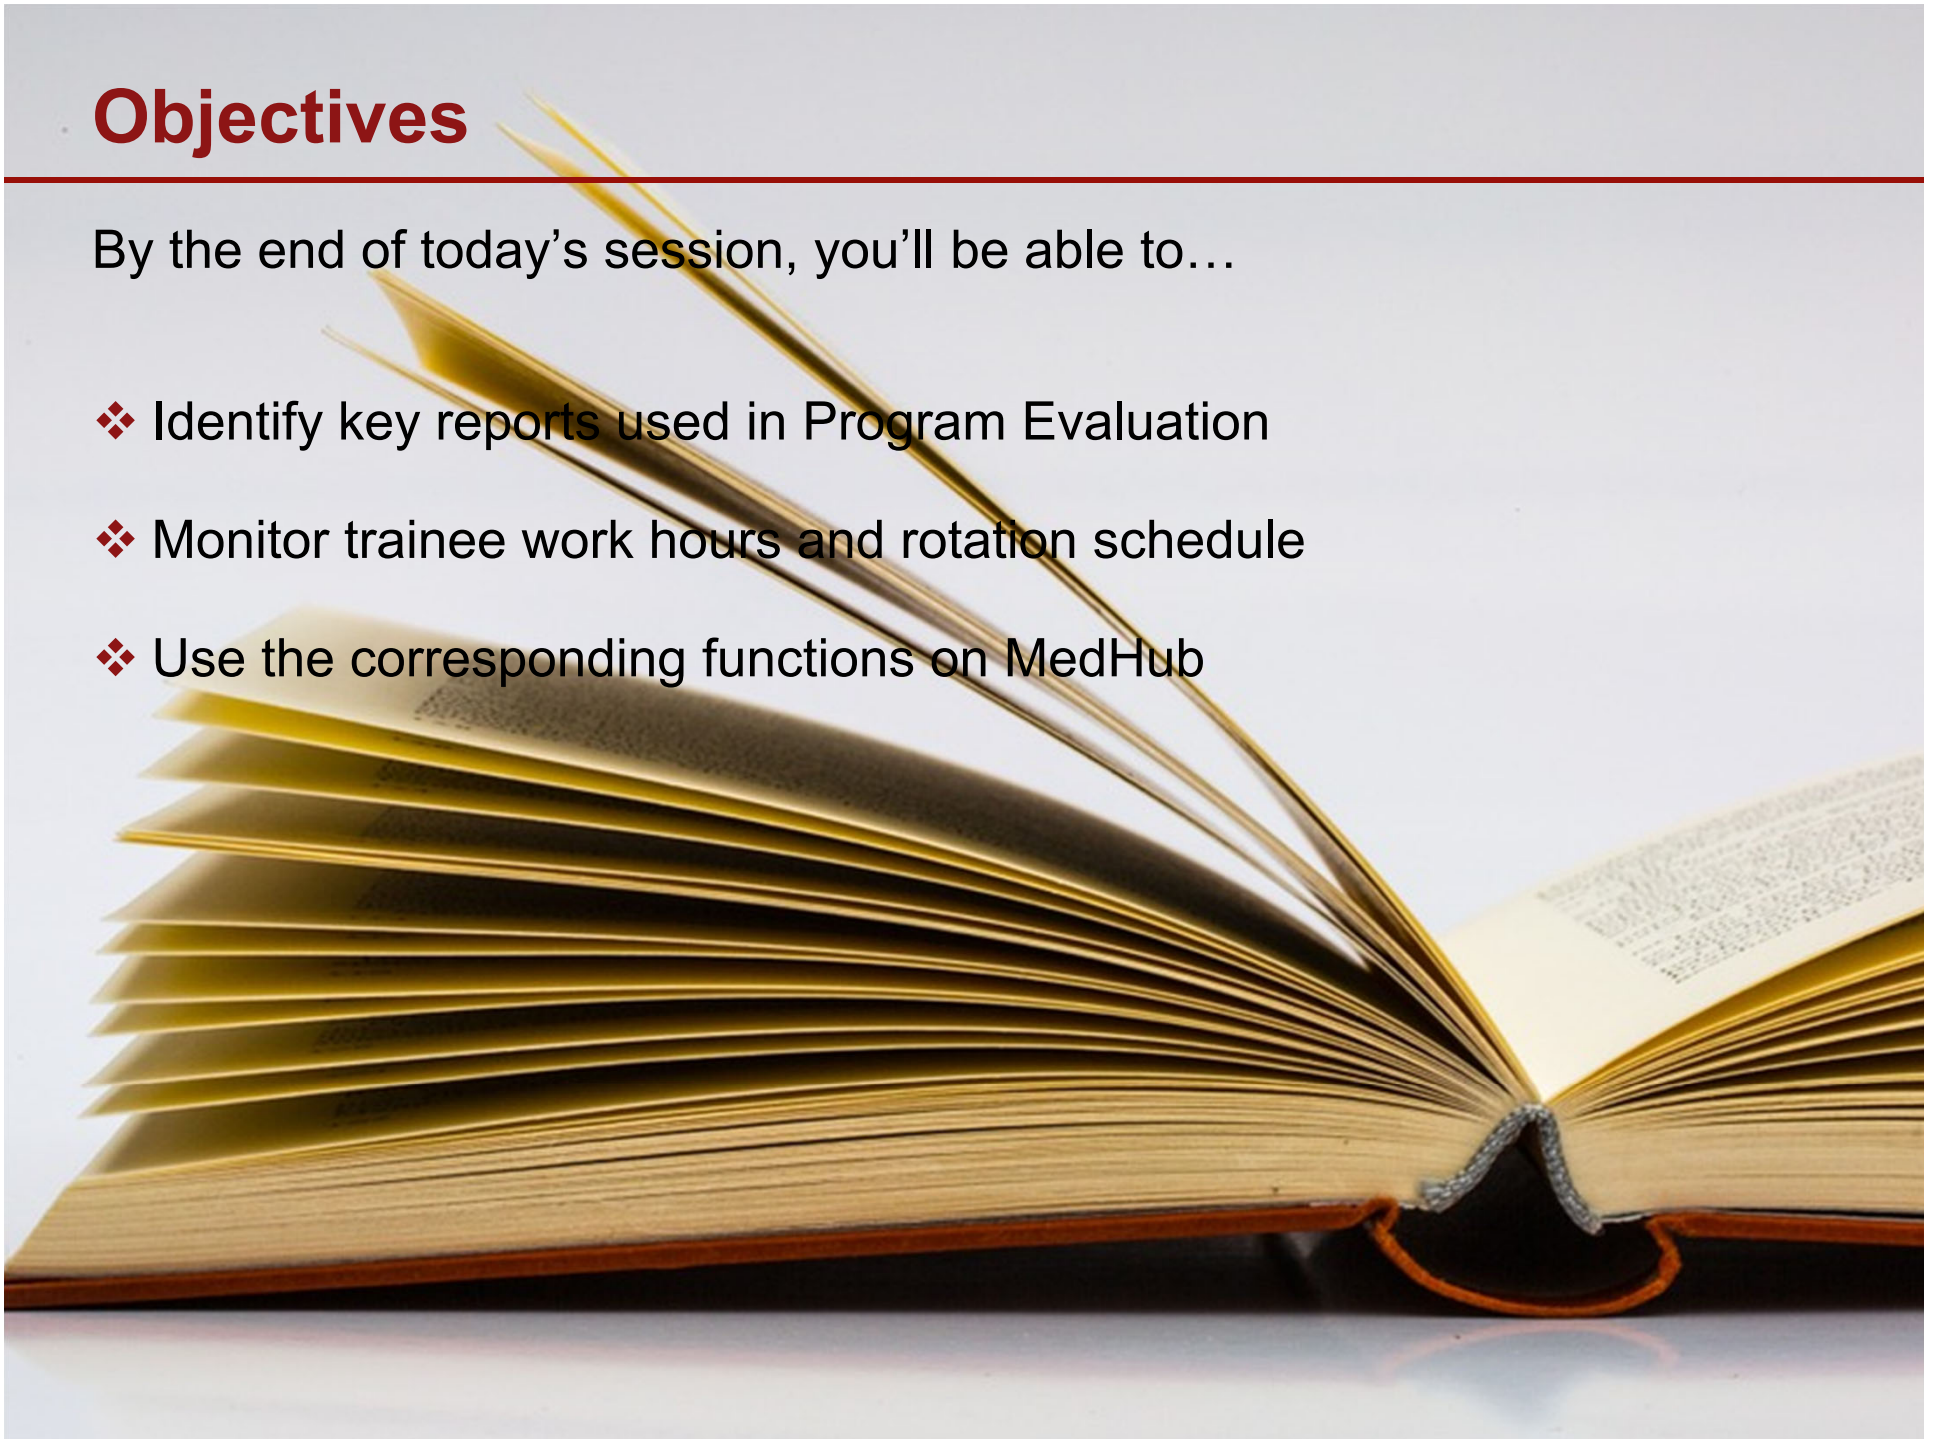 Objectives
By the end of today’s session, you’ll be able to…
❖ Identify key reports used in Program Evaluation
❖ Monitor trainee work hours and rotation schedule
❖ Use the corresponding functions on MedHub